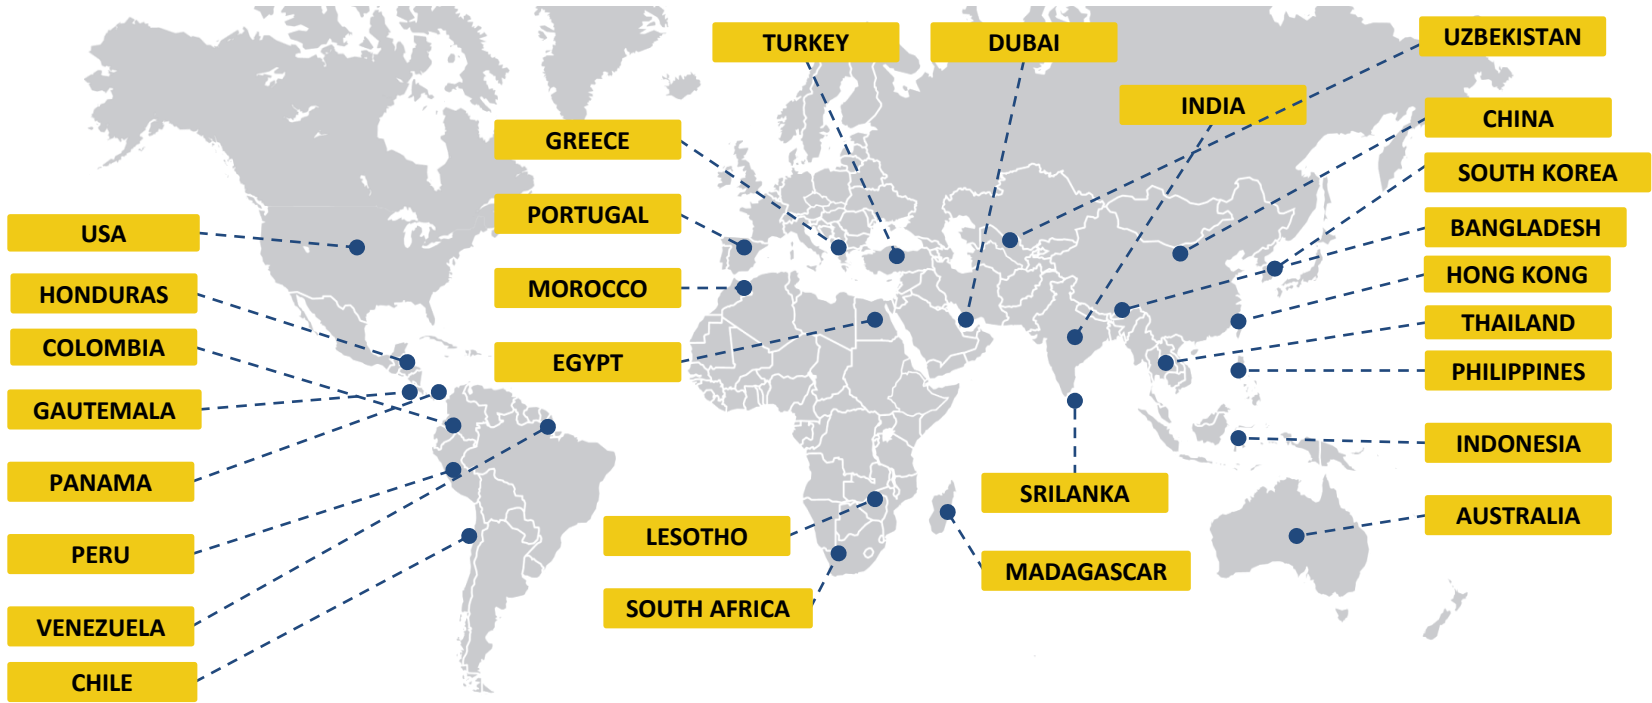 TURKEY
DUBAI
UZBEKISTAN
INDIA
CHINA
GREECE
SOUTH KOREA
PORTUGAL
BANGLADESH
USA
HONG KONG
MOROCCO
HONDURAS
THAILAND
COLOMBIA
EGYPT
PHILIPPINES
GAUTEMALA
INDONESIA
PANAMA
SRILANKA
AUSTRALIA
LESOTHO
PERU
MADAGASCAR
SOUTH AFRICA
VENEZUELA
CHILE